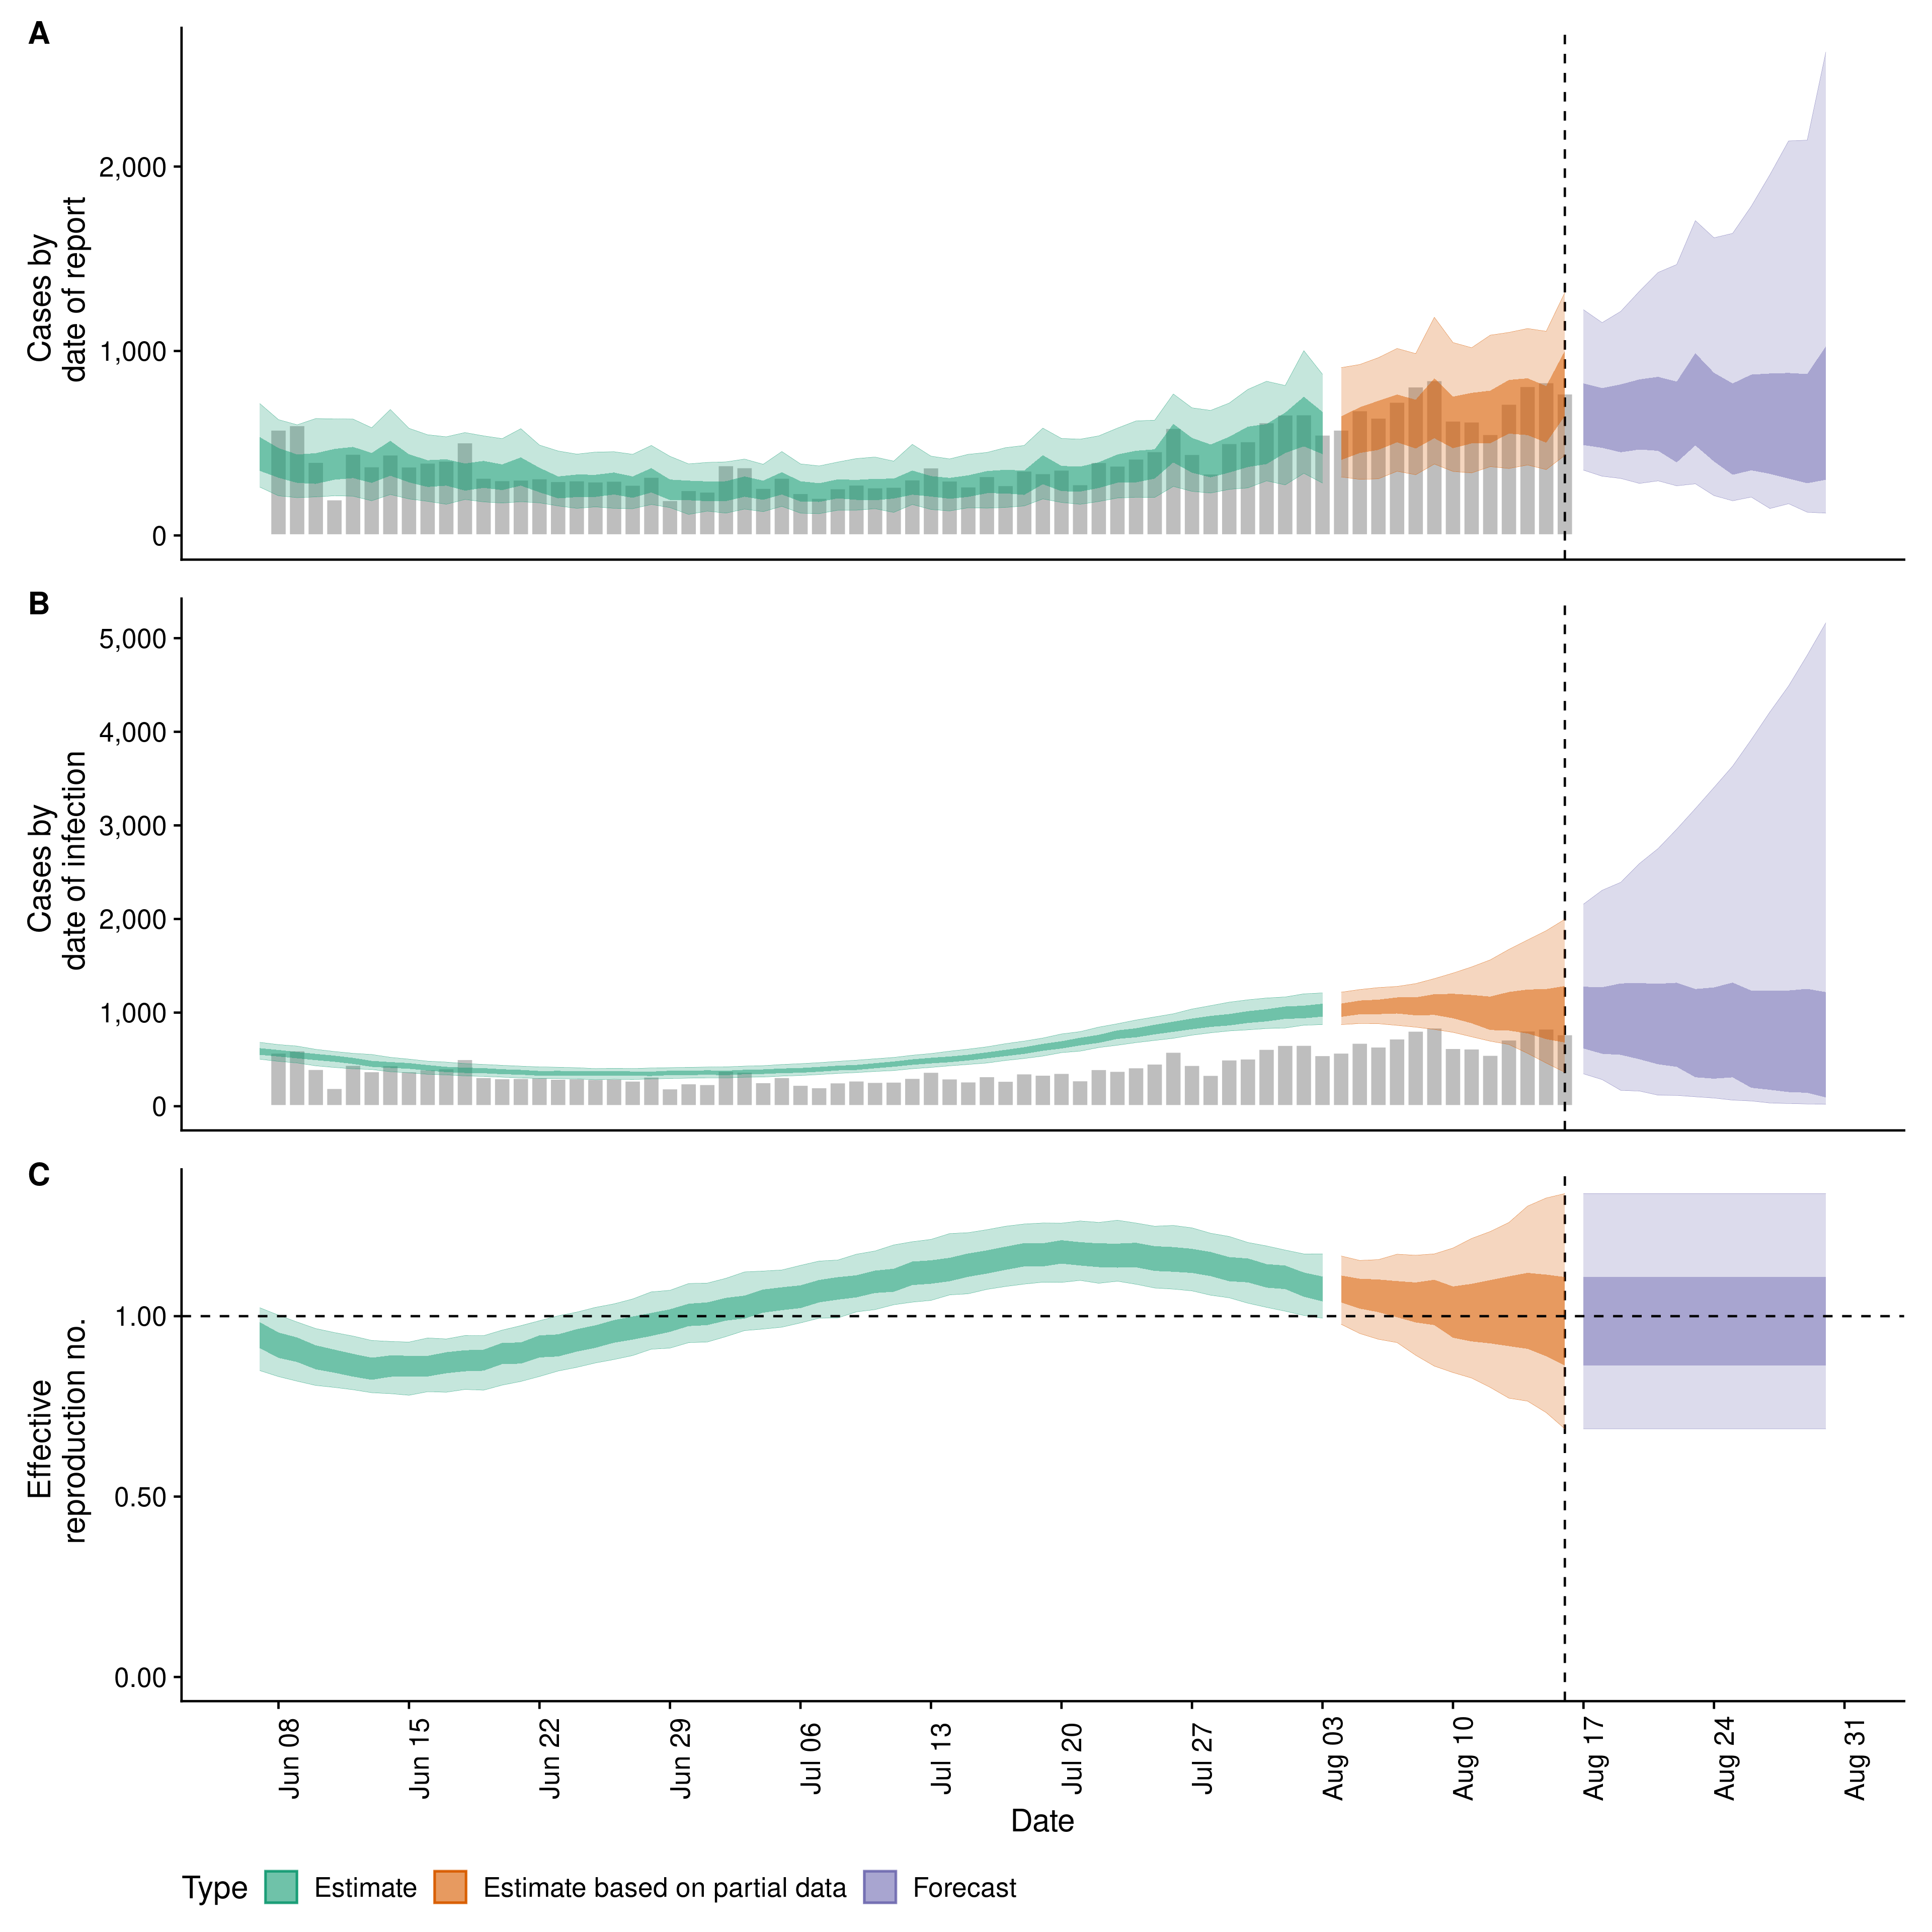 A
Cases by
date of report
2,000
1,000
0
B
Cases by
date of infection
5,000
4,000
3,000
2,000
1,000
0
C
Effective
reproduction no.
1.00
0.50
0.00
Jun 08
Jun 15
Jun 22
Jun 29
Jul 06
Jul 13
Jul 20
Jul 27
Aug 03
Aug 10
Aug 17
Aug 24
Aug 31
Date
Type
Estimate
Estimate based on partial data
Forecast